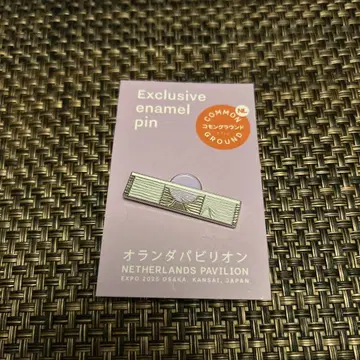 Exclusive
enamel
pin
NL
COMMON
コモングラウンド
GROUND
オランダパビリオン
NETHERLANDS PAVILION
EXPO 2025 OSAKA, KANSAI, JAPAN